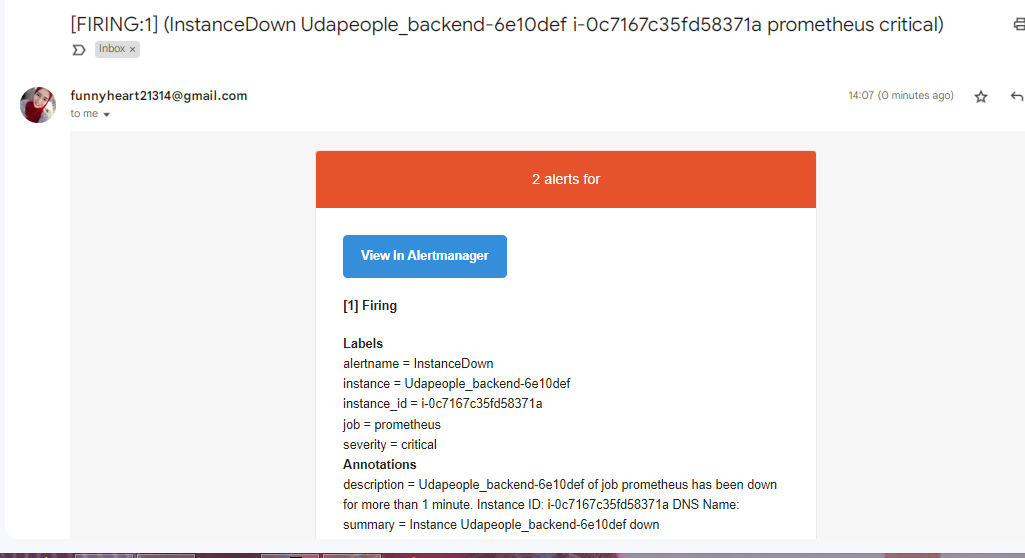 [FIRING:1] (InstanceDown Udapeople_backend-6e10def i-0c7167c35fd58371a prometheus critical)
Inbox ×
funnyheart21314@gmail.com
14:07 (0 minutes ago)
to me
2 alerts for
View In Alertmanager
[1] Firing
Labels
alertname = InstanceDown
instance = Udapeople_backend-6e10def
instance_id = i-0c7167c35fd58371a
job = prometheus
severity = critical
Annotations
description = Udapeople_backend-6e10def of job prometheus has been down
for more than 1 minute. Instance ID: i-0c7167c35fd58371a DNS Name:
summary = Instance Udapeople_backend-6e10def down